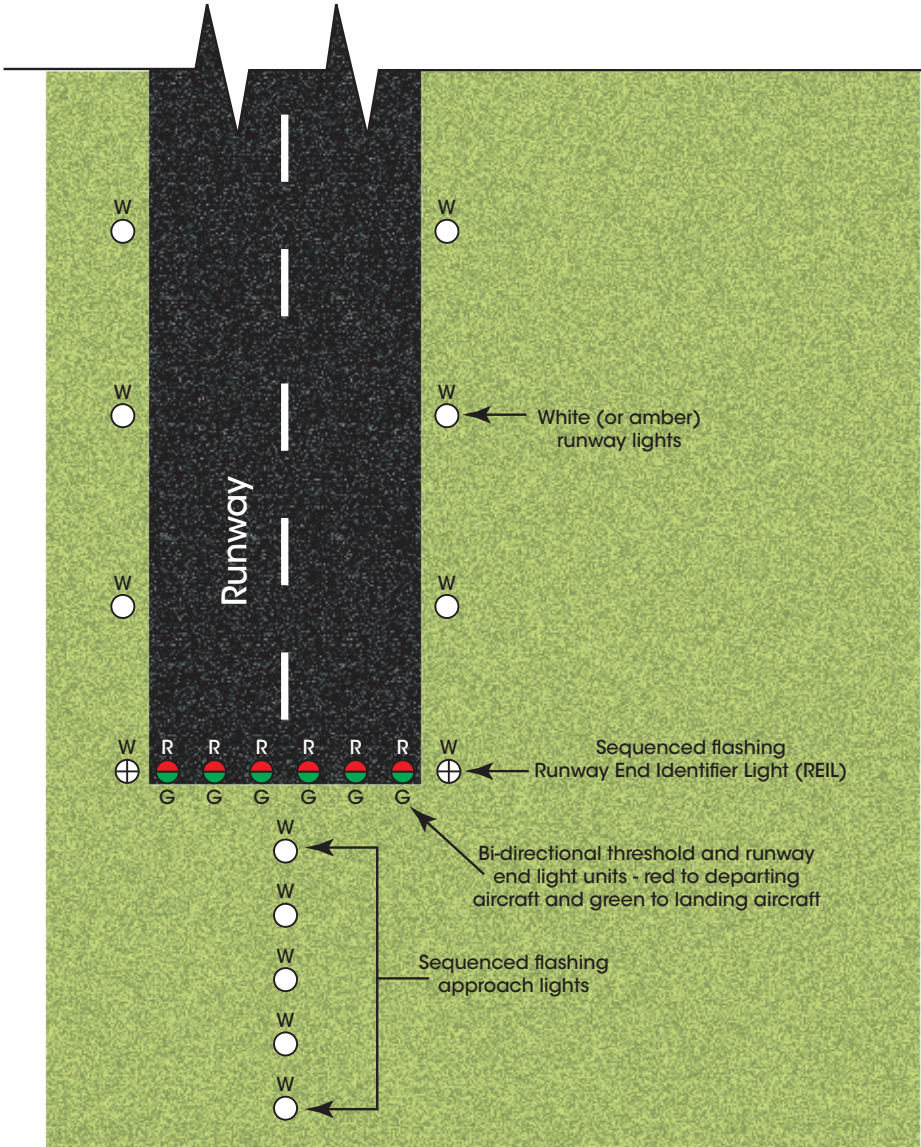 W W
W W
White (or amber)
runway lights
Runway
W W
W R R R R R R W
Sequenced flashing
Runway End Identifier Light (REIL)
G G G G G G
W
Bi-directional threshold and runway
end light units - red to departing
aircraft and green to landing aircraft
W
W
Sequenced flashing
approach lights
W
W